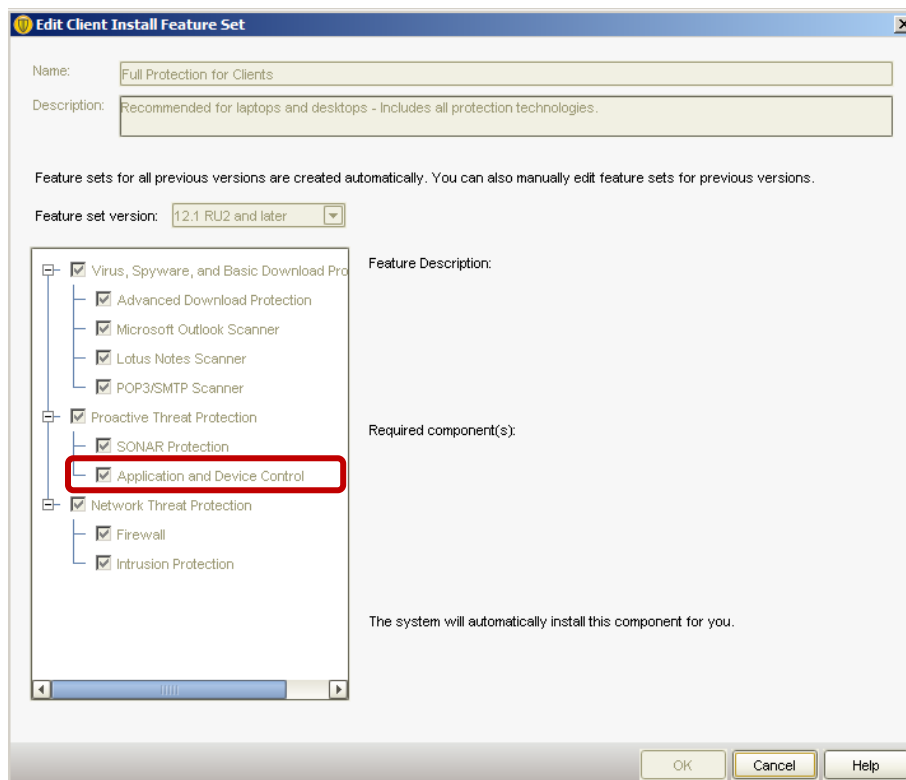 Edit Client Install Feature Set
Name:
Full Protection for Clients
Description:
Recommended for laptops and desktops - Includes all protection technologies.
Feature sets for all previous versions are created automatically. You can also manually edit feature sets for previous versions.
Feature set version:
12.1 RU2 and later
Virus, Spyware, and Basic Download Pro
Advanced Download Protection
Microsoft Outlook Scanner
Lotus Notes Scanner
POP3/SMTP Scanner
Proactive Threat Protection
SONAR Protection
Application and Device Control
Network Threat Protection
Firewall
Intrusion Protection
Feature Description:
Required component(s):
The system will automatically install this component for you.
OK
Cancel
Help